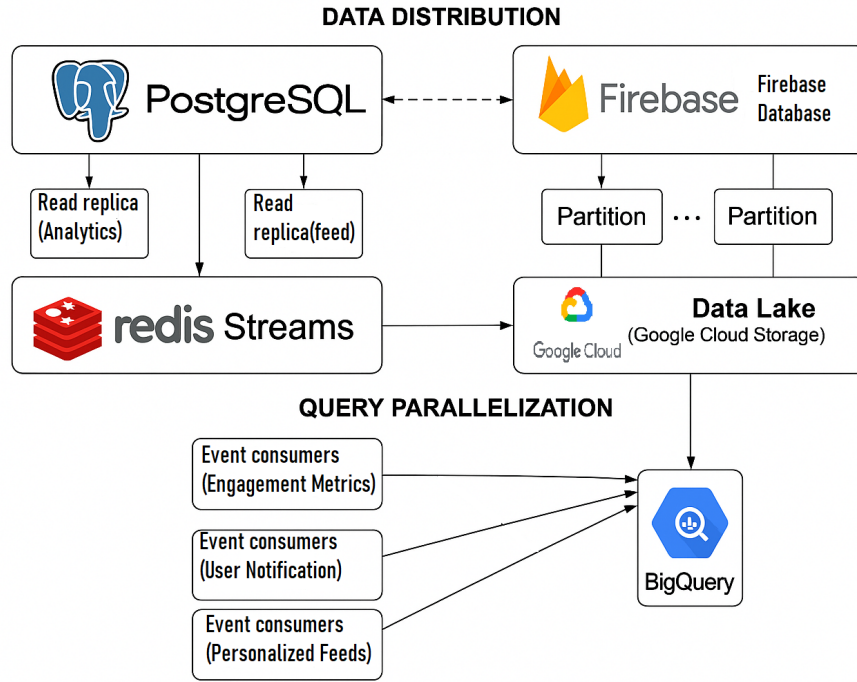 DATA DISTRIBUTION
PostgreSQL
Firebase
Firebase
Database
Read replica
(Analytics)
Read
replica(feed)
Partition
...
Partition
redis Streams
Google Cloud
Data Lake
(Google Cloud Storage)
QUERY PARALLELIZATION
Event consumers
(Engagement Metrics)
Event consumers
(User Notification)
Event consumers
(Personalized Feeds)
BigQuery